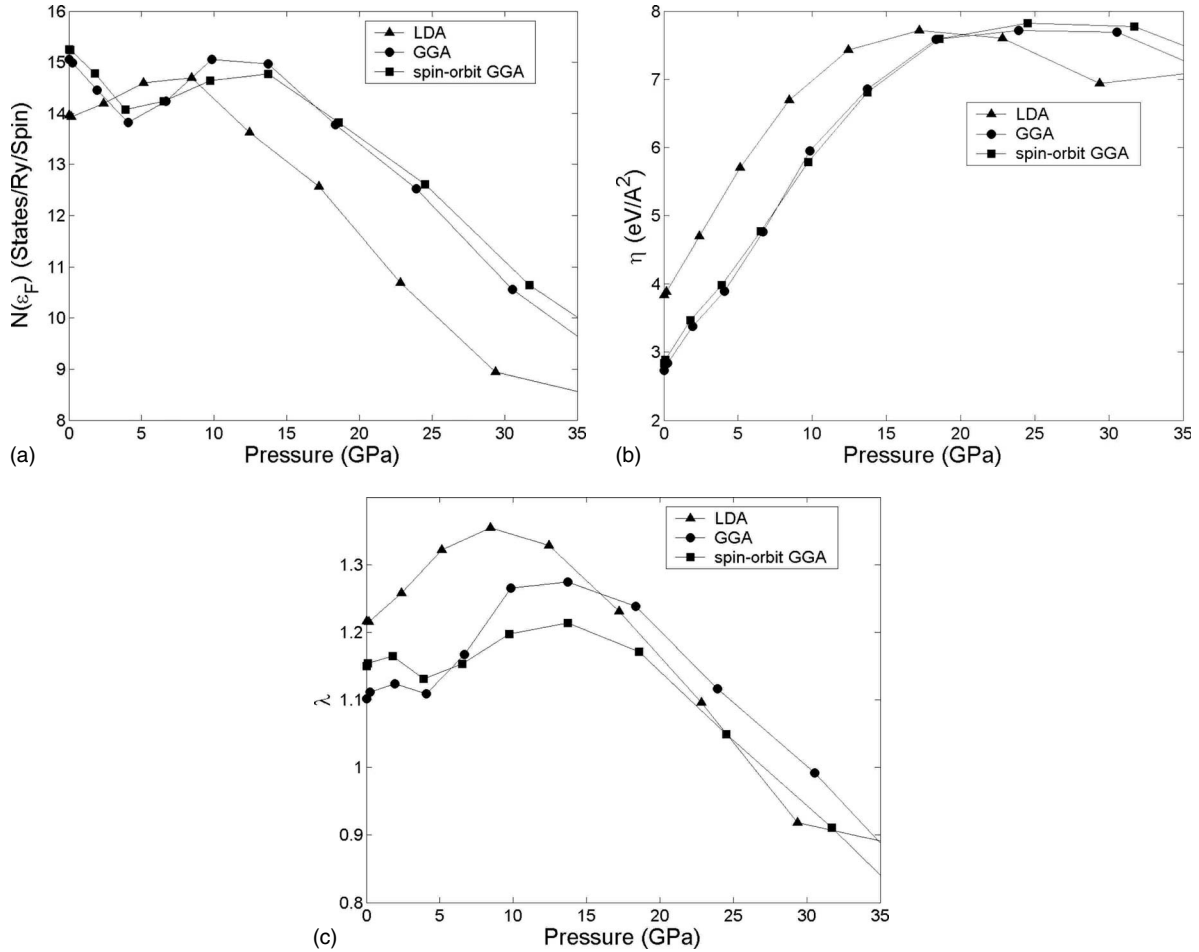 16
15
14
13
12
11
10
9
8
N(ε_F) (States/Ry/Spin)
LDA
GGA
spin-orbit GGA
0 5 10 15 20 25 30 35
Pressure (GPa)
(a)
8
7
6
5
4
3
2
η (eV/A²)
LDA
GGA
spin-orbit GGA
0 5 10 15 20 25 30 35
Pressure (GPa)
(b)
1.3
1.2
1.1
1
0.9
0.8
λ
LDA
GGA
spin-orbit GGA
0 5 10 15 20 25 30 35
Pressure (GPa)
(c)